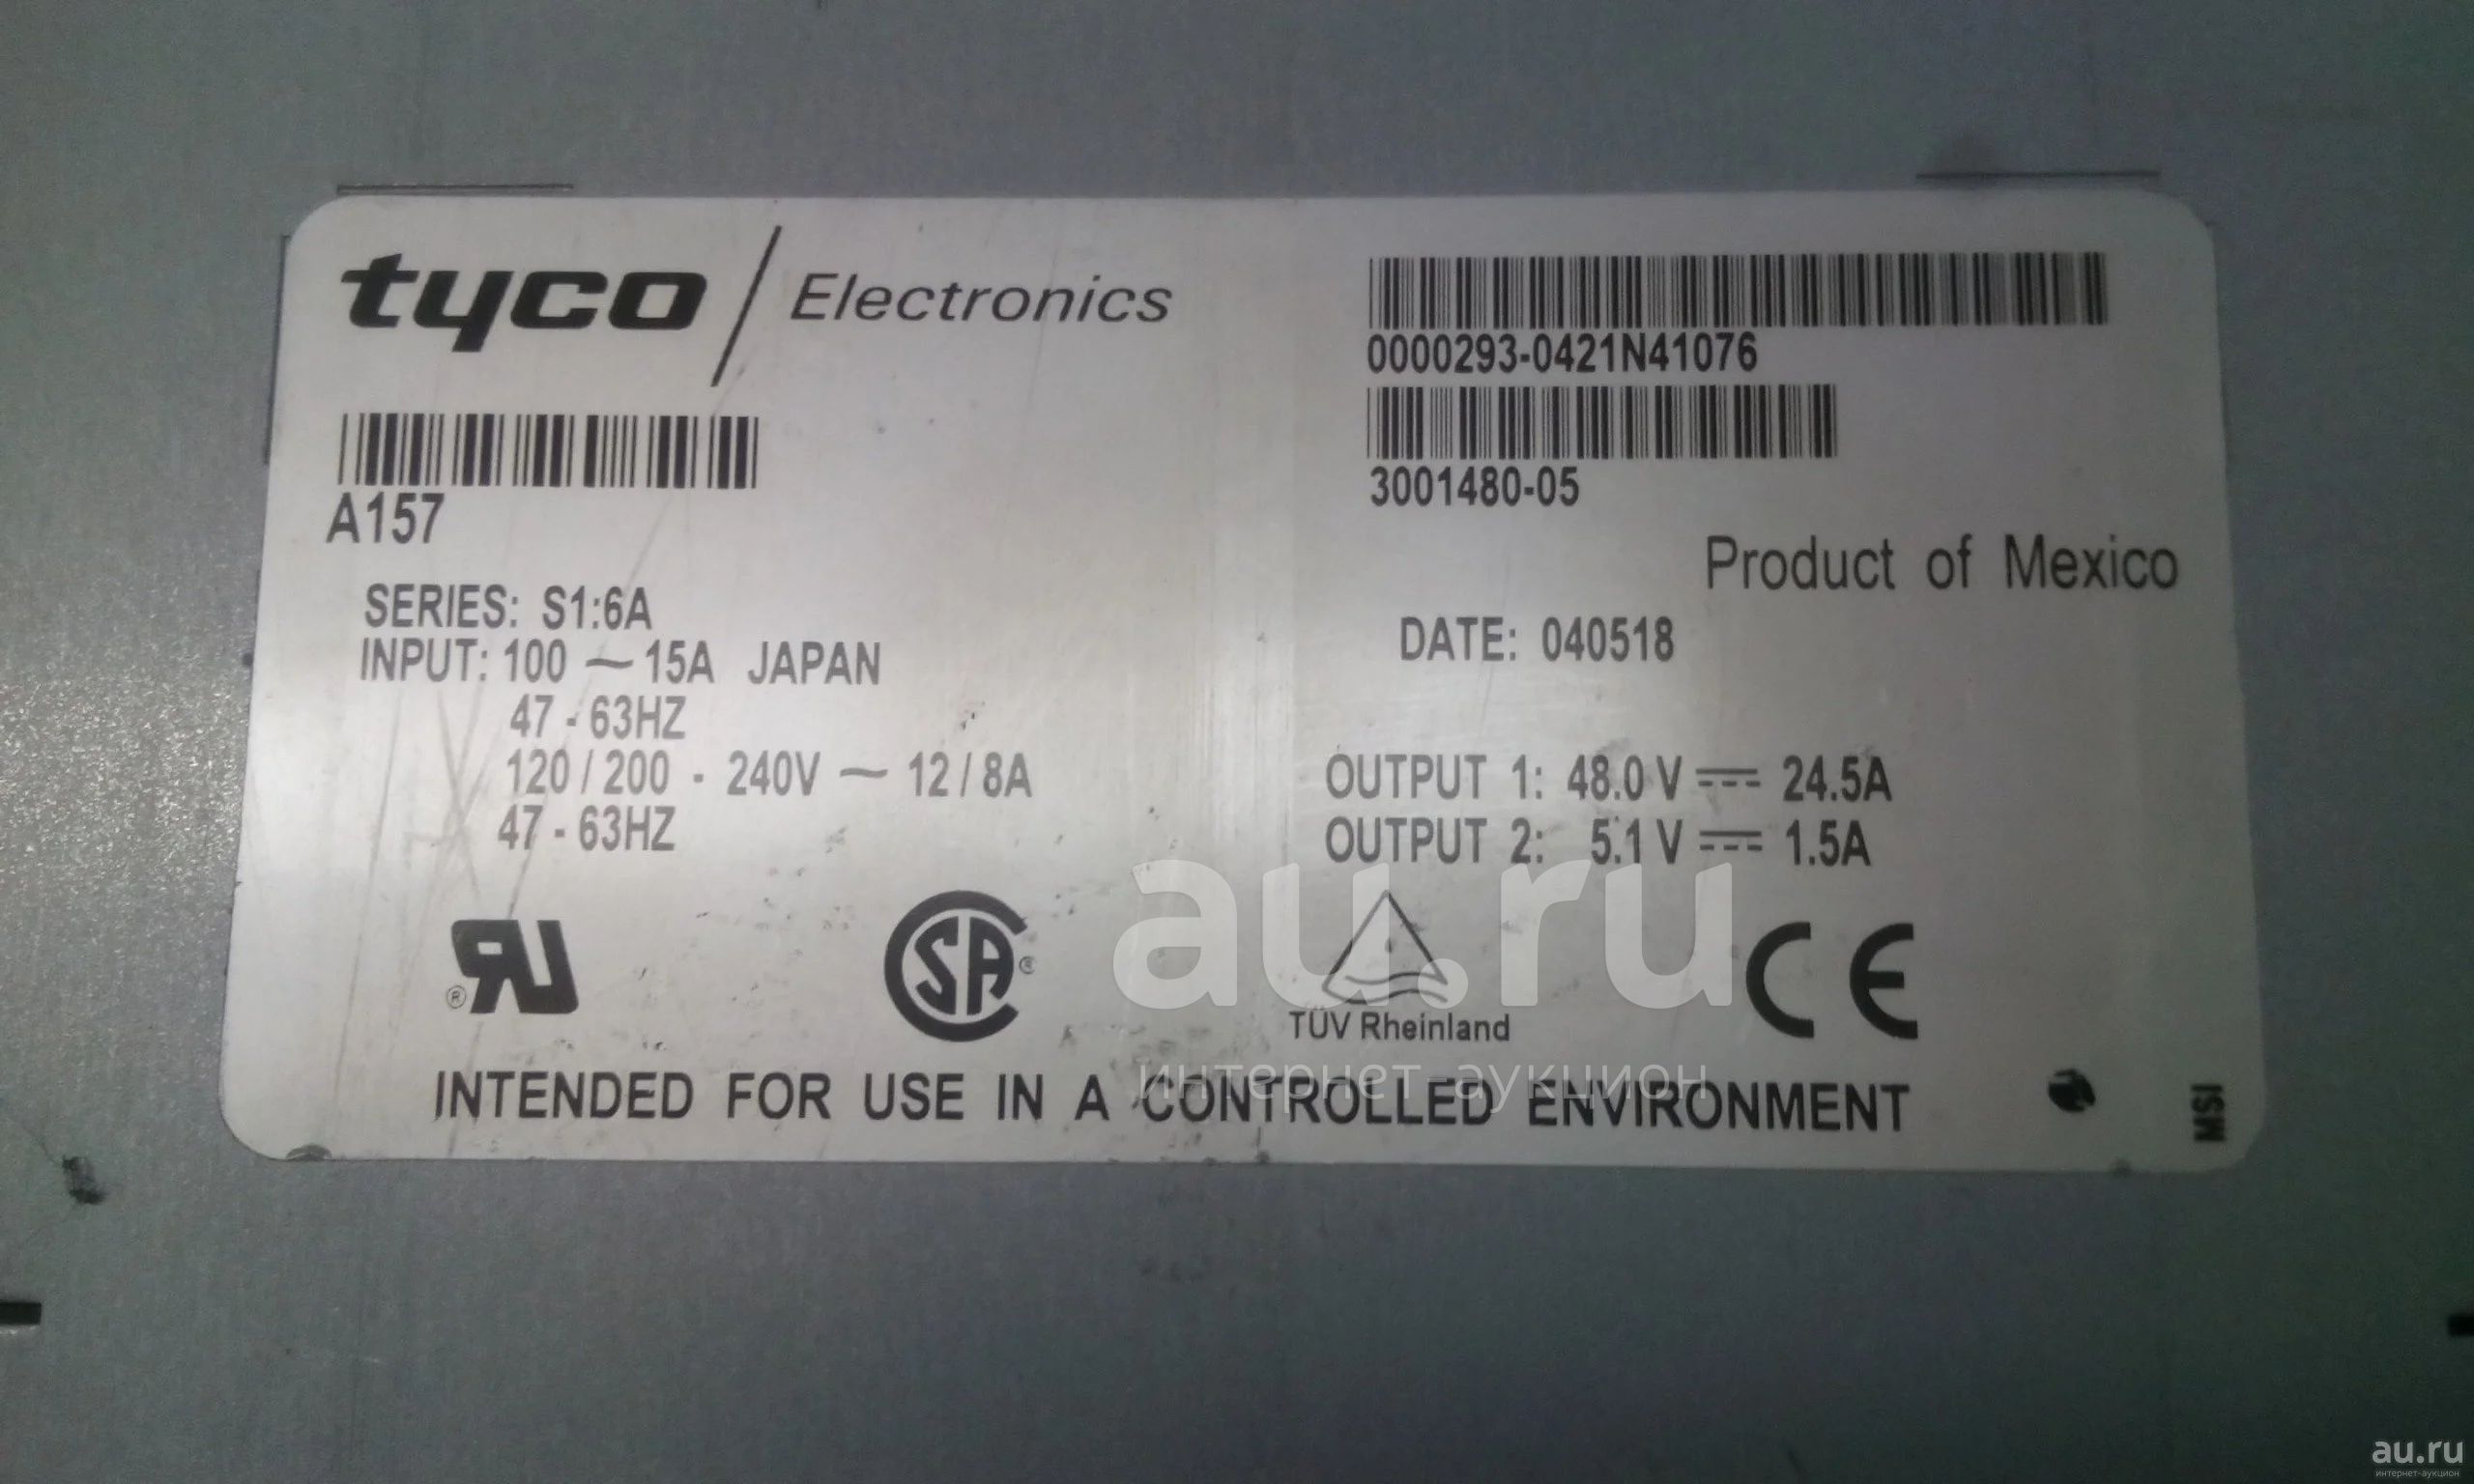 tyco / Electronics
A157
SERIES: S1:6A
INPUT: 100 ~ 15A JAPAN
47 - 63HZ
120 / 200 - 240V ~ 12 / 8A
47 - 63HZ
0000293-0421N41076
3001480-05
Product of Mexico
DATE: 040518
OUTPUT 1: 48.0 V ⎓ 24.5A
OUTPUT 2: 5.1 V ⎓ 1.5A
RU ®
CSA ®
TÜV Rheinland
CE
INTENDED FOR USE IN A CONTROLLED ENVIRONMENT
MSI
au.ru
интернет-аукцион
au.ru
интернет-аукцион